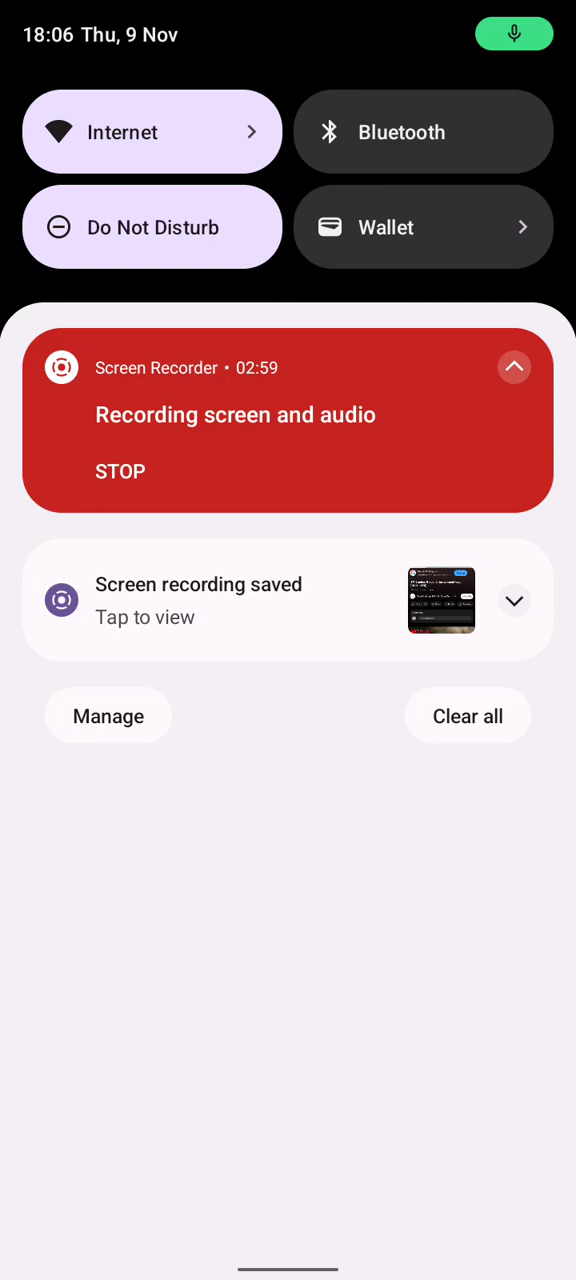 18:06 Thu, 9 Nov
Internet
Bluetooth
Do Not Disturb
Wallet
Screen Recorder • 02:59
Recording screen and audio
STOP
Screen recording saved
Tap to view
Manage
Clear all